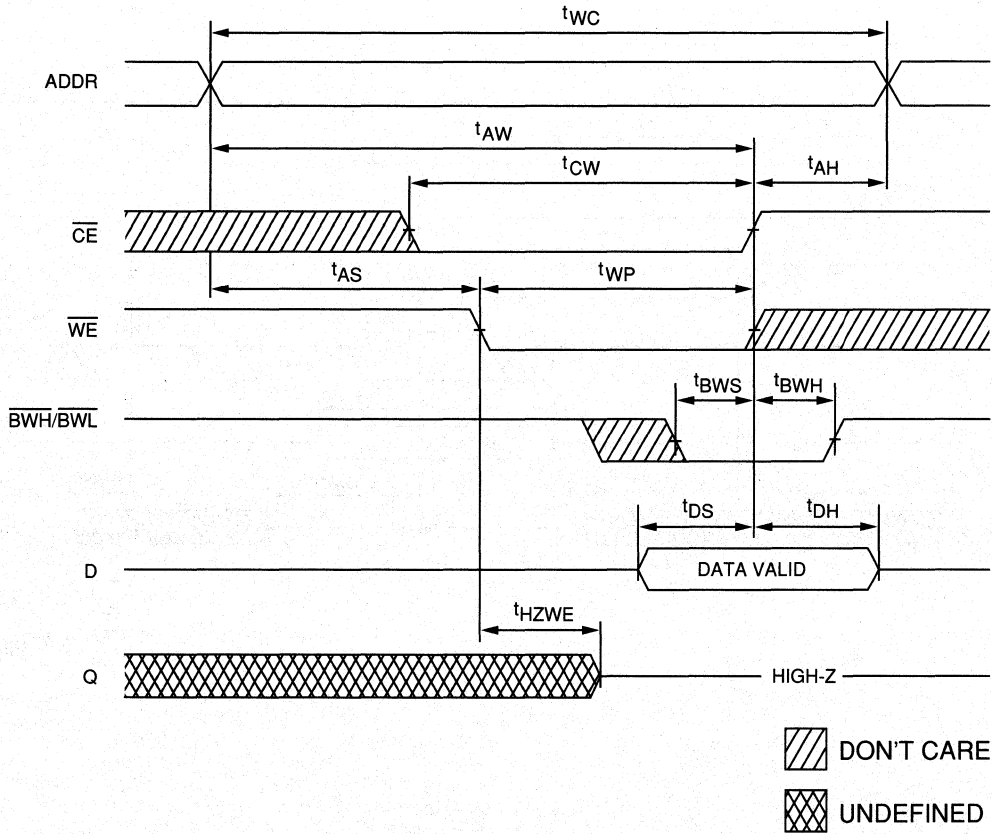 tWC
ADDR
tAW
tCW
tAH
CE
tAS
tWP
WE
tBWS
tBWH
BWH/BWL
tDS
tDH
D
DATA VALID
tHZWE
Q
HIGH-Z
DON'T CARE
UNDEFINED